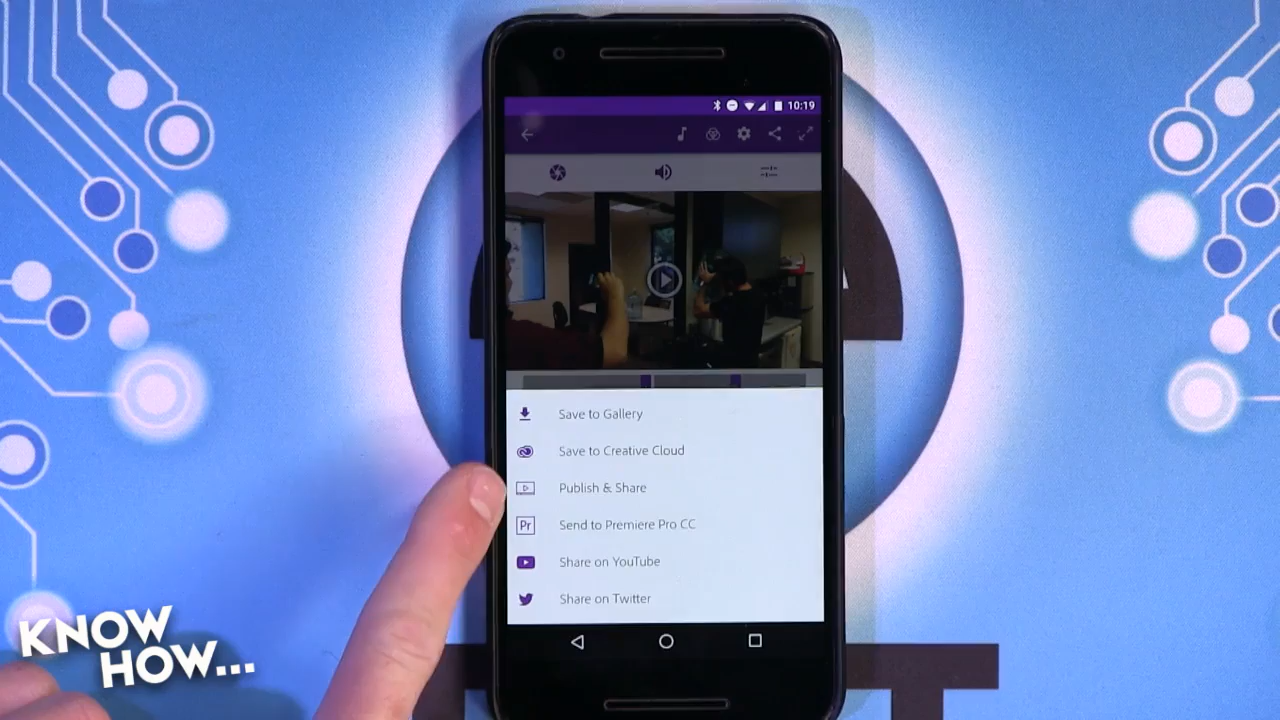 10:19
Save to Gallery
Save to Creative Cloud
Publish & Share
Pr Send to Premiere Pro CC
Share on YouTube
Share on Twitter
KNOW
HOW...